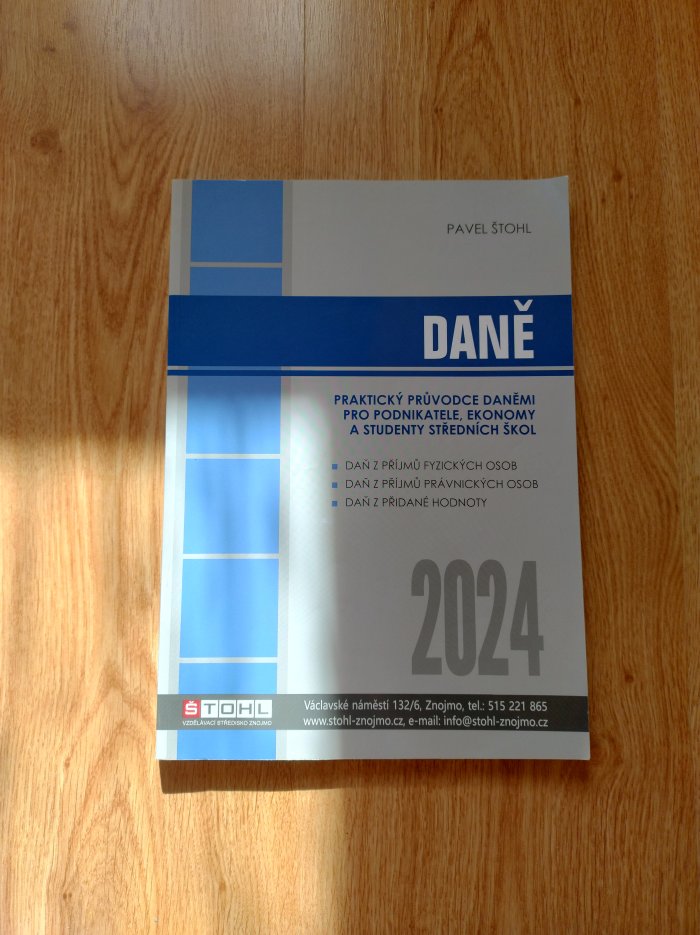 PAVEL ŠTOHL
DANĚ
PRAKTICKÝ PRŮVODCE DANĚMI
PRO PODNIKATELE, EKONOMY
A STUDENTY STŘEDNÍCH ŠKOL
DAŇ Z PŘÍJMŮ FYZICKÝCH OSOB
DAŇ Z PŘÍJMŮ PRÁVNICKÝCH OSOB
DAŇ Z PŘIDANÉ HODNOTY
2024
ŠTOHL
VZDĚLÁVACÍ STŘEDISKO ZNOJMO
Václavské náměstí 132/6, Znojmo, tel.: 515 221 865
www.stohl-znojmo.cz, e-mail: info@stohl-znojmo.cz